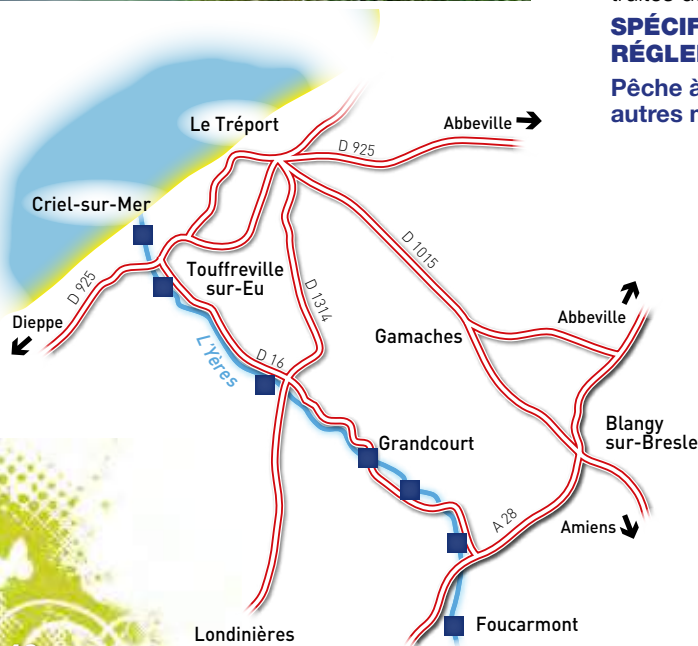 SPÉCIF
RÉGLE
Pêche à
autres
Le Tréport
Abbeville
D 925
Criel-sur-Mer
D 1015
Touffreville
sur-Eu
D 925
D 1314
Abbeville
Dieppe
Gamaches
L'Yères
D 16
Blangy
sur-Bresle
Grandcourt
A 28
Amiens
Foucarmont
Londinières